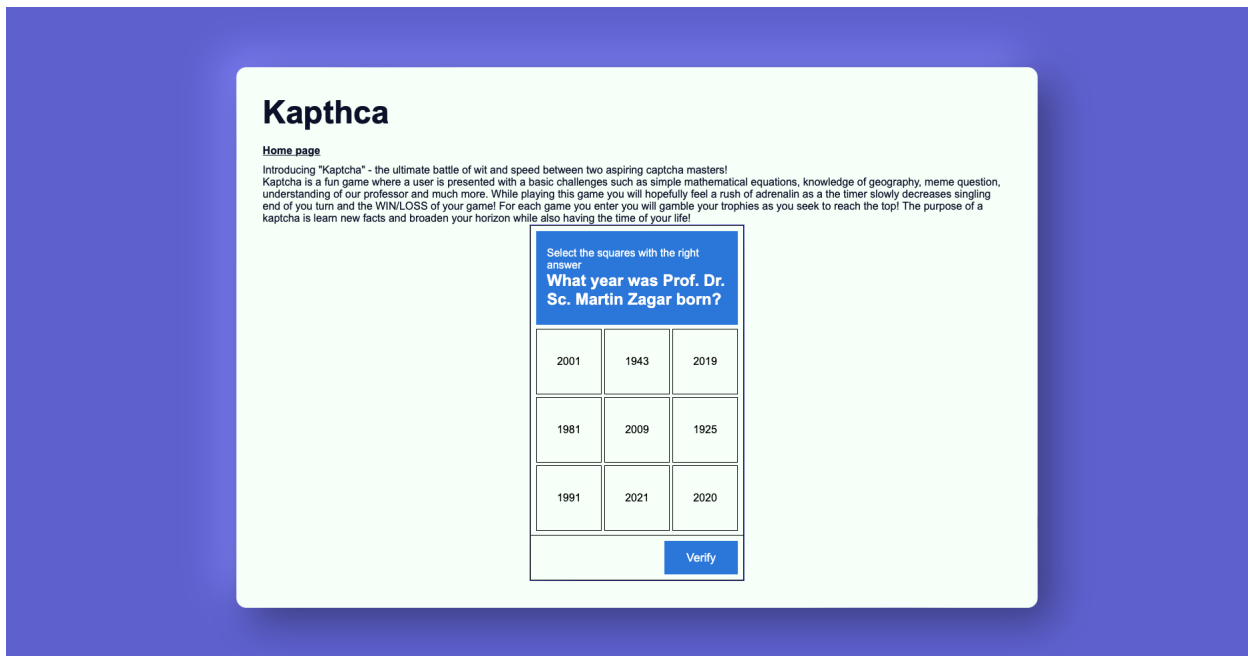 Kapthca
Home page
Introducing "Kaptcha" - the ultimate battle of wit and speed between two aspiring captcha masters!
Kaptcha is a fun game where a user is presented with a basic challenges such as simple mathematical equations, knowledge of geography, meme question,
understanding of our professor and much more. While playing this game you will hopefully feel a rush of adrenalin as a the timer slowly decreases singling
end of you turn and the WIN/LOSS of your game! For each game you enter you will gamble your trophies as you seek to reach the top! The purpose of a
kaptcha is learn new facts and broaden your horizon while also having the time of your life!
Select the squares with the right
answer
What year was Prof. Dr.
Sc. Martin Zagar born?
2001 1943 2019
1981 2009 1925
1991 2021 2020
Verify